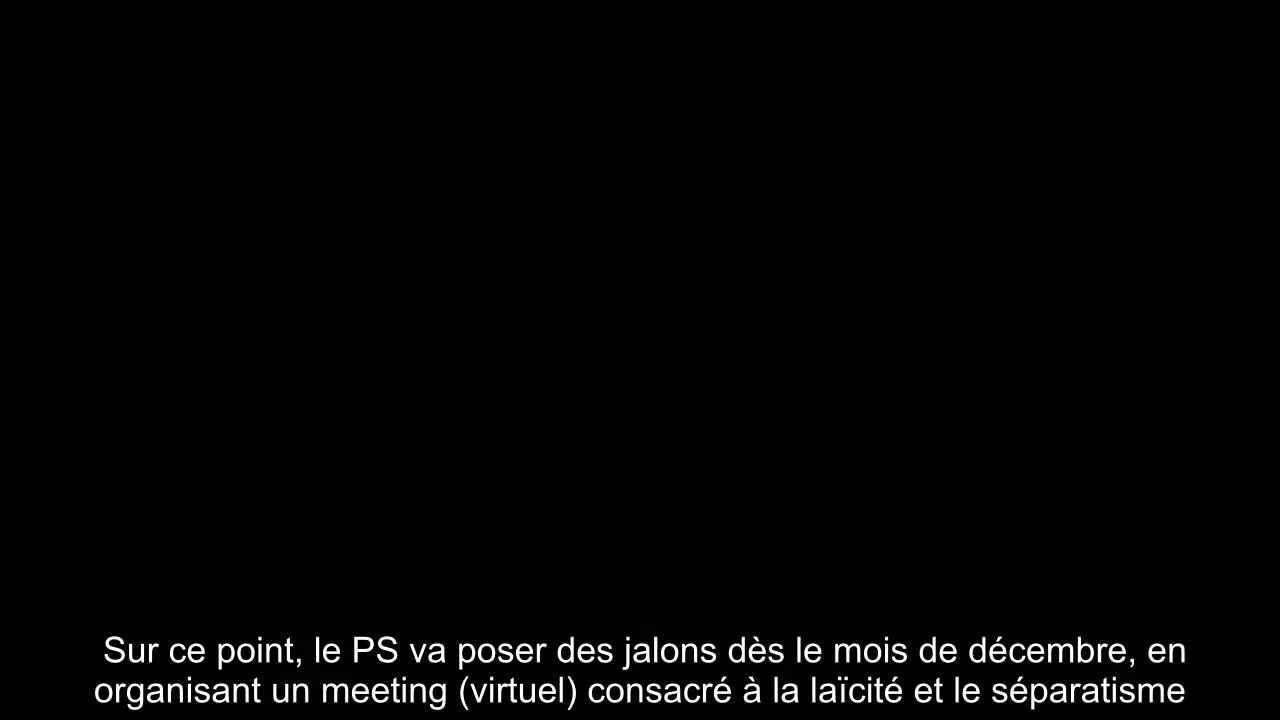 Sur ce point, le PS va poser des jalons dès le mois de décembre, en
organisant un meeting (virtuel) consacré à la laïcité et le séparatisme